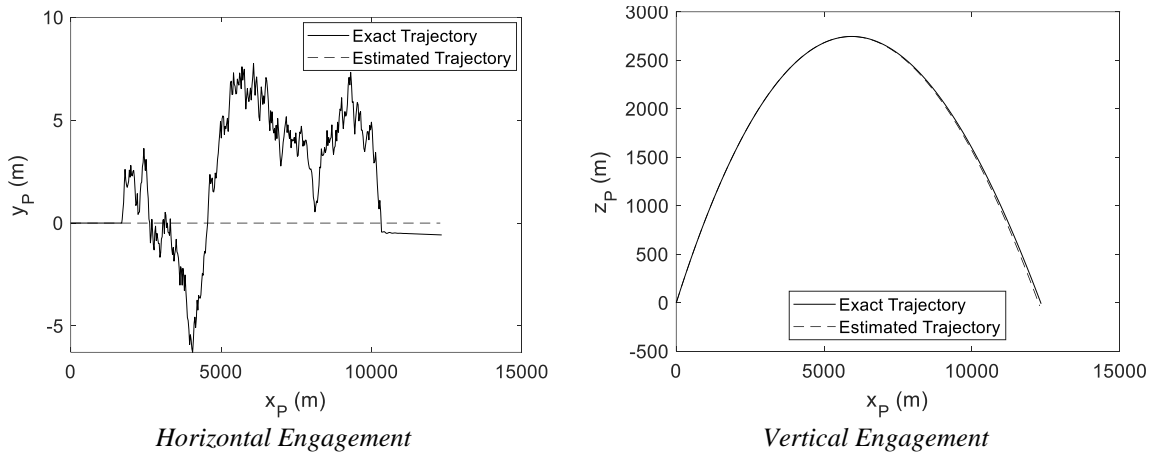 10
5
0
-5
y_P (m)
0
5000
10000
15000
x_P (m)
Exact Trajectory
Estimated Trajectory
Horizontal Engagement
3000
2500
2000
1500
1000
500
0
-500
z_P (m)
0
5000
10000
15000
x_P (m)
Exact Trajectory
Estimated Trajectory
Vertical Engagement